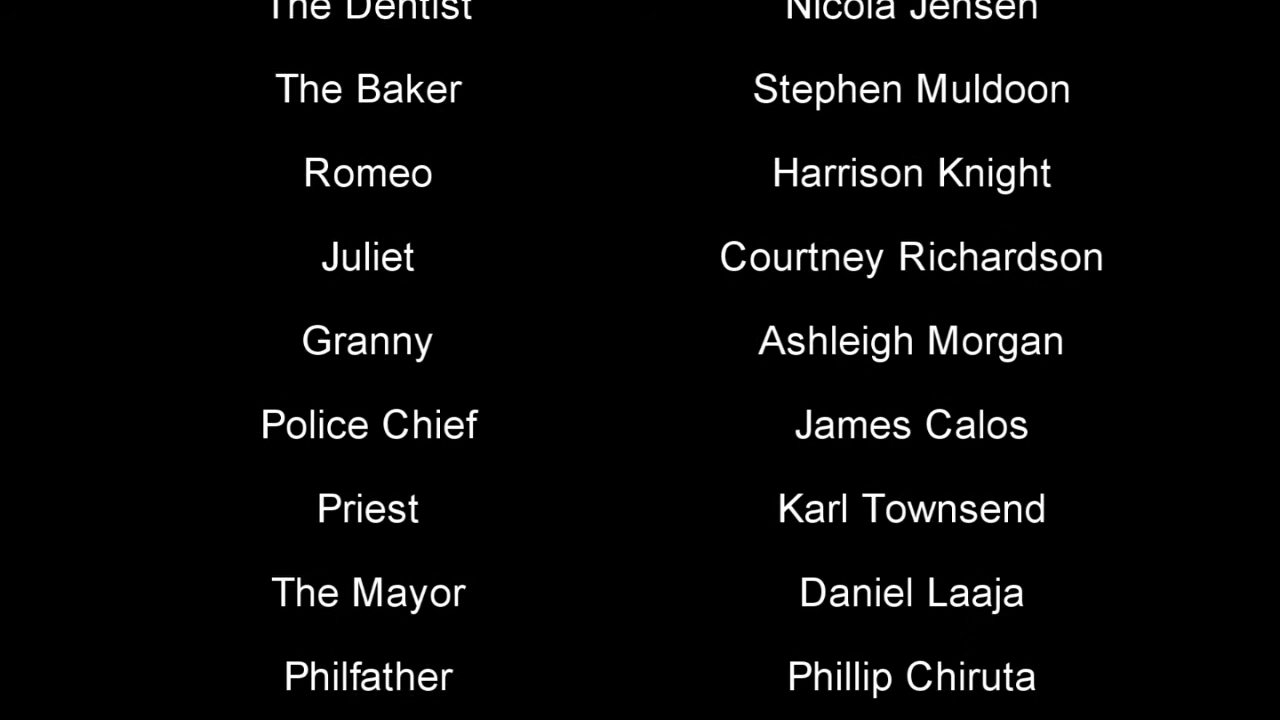 The Dentist Nicola Jensen
The Baker Stephen Muldoon
Romeo Harrison Knight
Juliet Courtney Richardson
Granny Ashleigh Morgan
Police Chief James Calos
Priest Karl Townsend
The Mayor Daniel Laaja
Philfather Phillip Chiruta